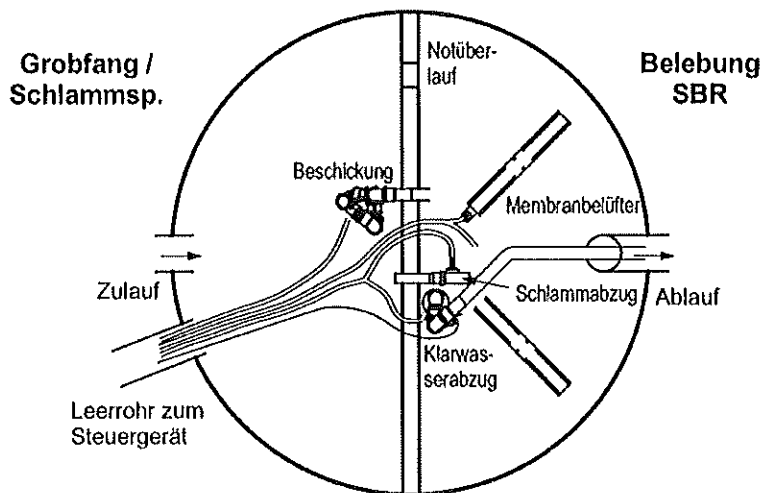 Grobfang /
Schlammsp.
Notüber-
lauf
Belebung
SBR
Beschickung
Membranbelüfter
Zulauf
Schlammabzug
Ablauf
Klarwas-
serabzug
Leerrohr zum
Steuergerät